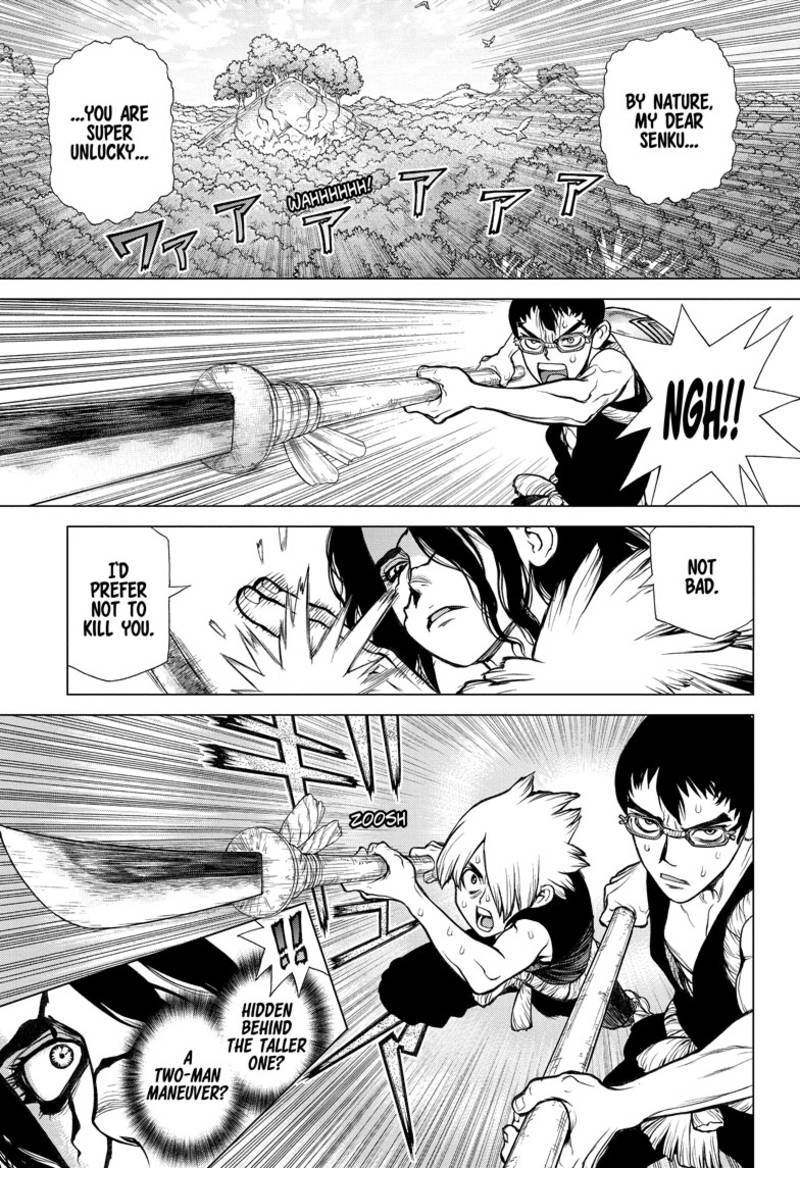 BY NATURE,
MY DEAR
SENKU...
...YOU ARE
SUPER
UNLUCKY...
WAHHHHHH!
ワァアアアアア
NGH!!
NOT
BAD.
I'D
PREFER
NOT TO
KILL YOU.
ZOOSH
!!
HIDDEN
BEHIND
THE TALLER
ONE?
A
TWO-MAN
MANEUVER?